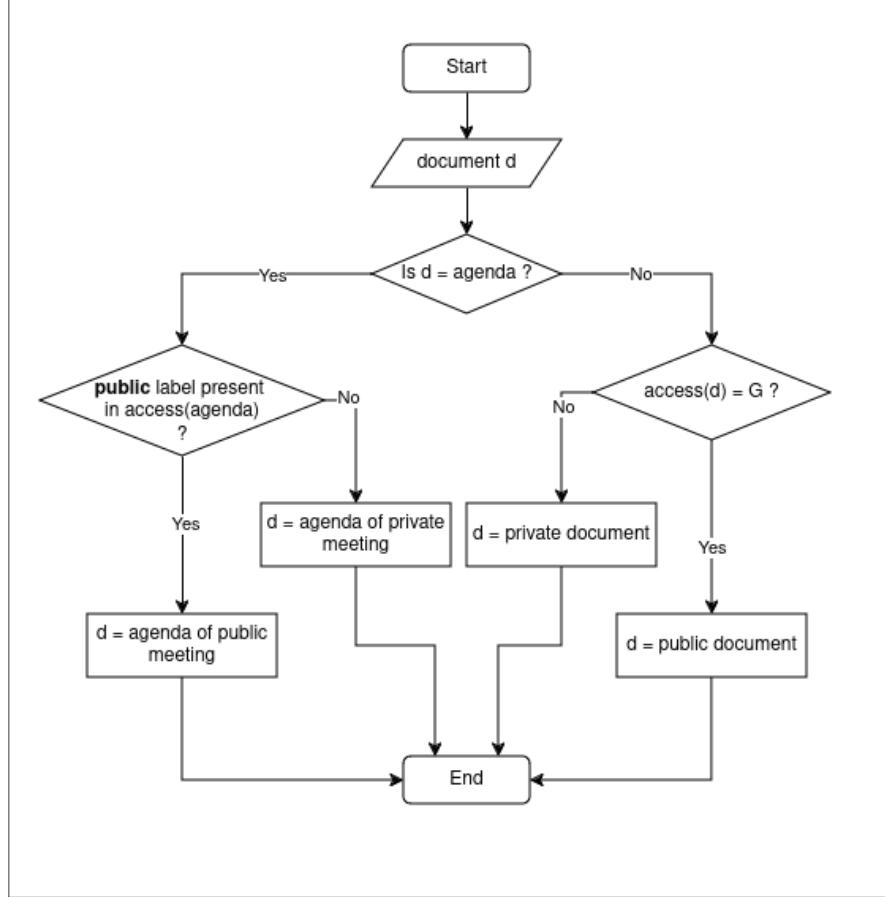 Start
document d
Is d = agenda ?
Yes
No
public label present
in access(agenda)
?
No
No
access(d) = G ?
Yes
d = agenda of private
meeting
d = private document
Yes
d = agenda of public
meeting
d = public document
End